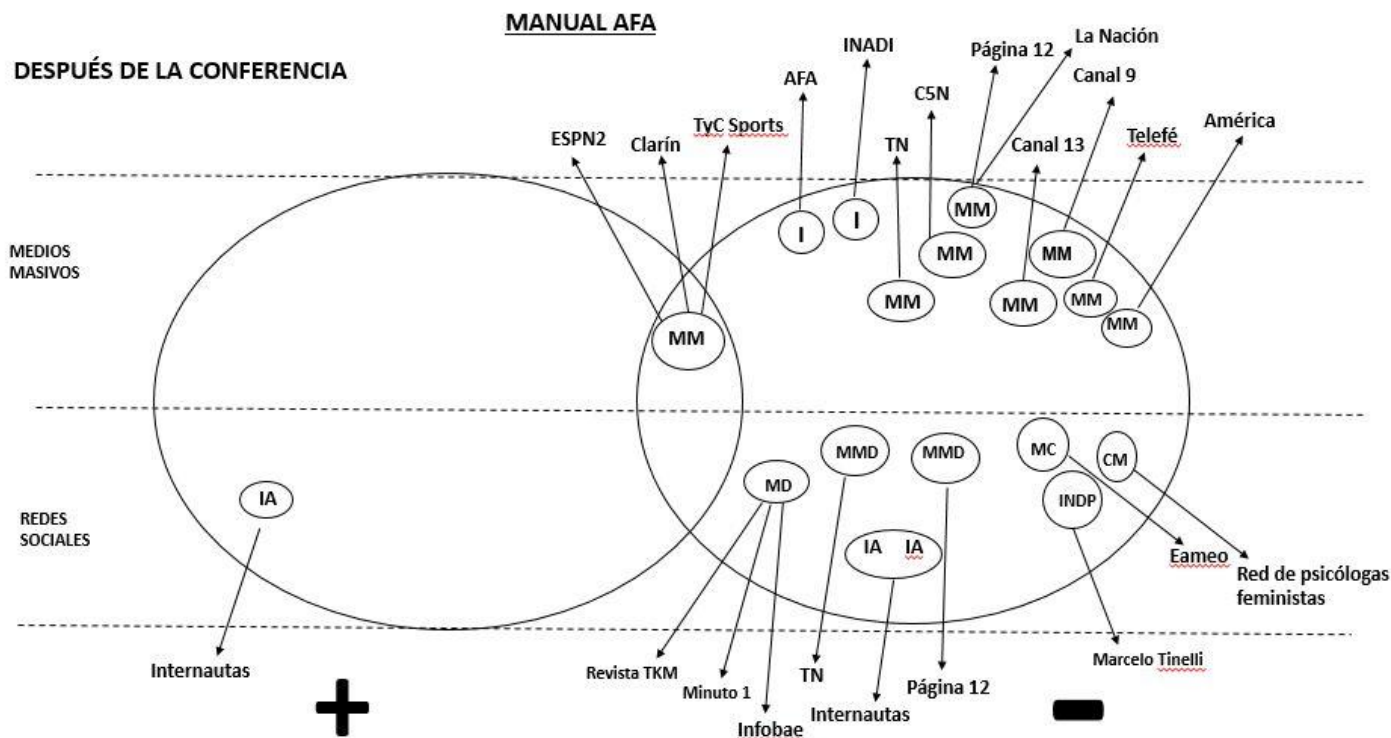 MANUAL AFA
DESPUÉS DE LA CONFERENCIA
ESPN2
Clarín
TyC Sports
AFA
INADI
TN
C5N
Página 12
La Nación
Canal 13
Canal 9
Telefé
América
MEDIOS
MASIVOS
I
I
MM
MM
MM
MM
MM
MM
MM
MM
REDES
SOCIALES
IA
MD
MMD
MMD
MC
CM
INDP
IA IA
Internautas
Revista TKM
Minuto 1
Infobae
TN
Internautas
Página 12
Eameo
Red de psicólogas
feministas
Marcelo Tinelli
+
-